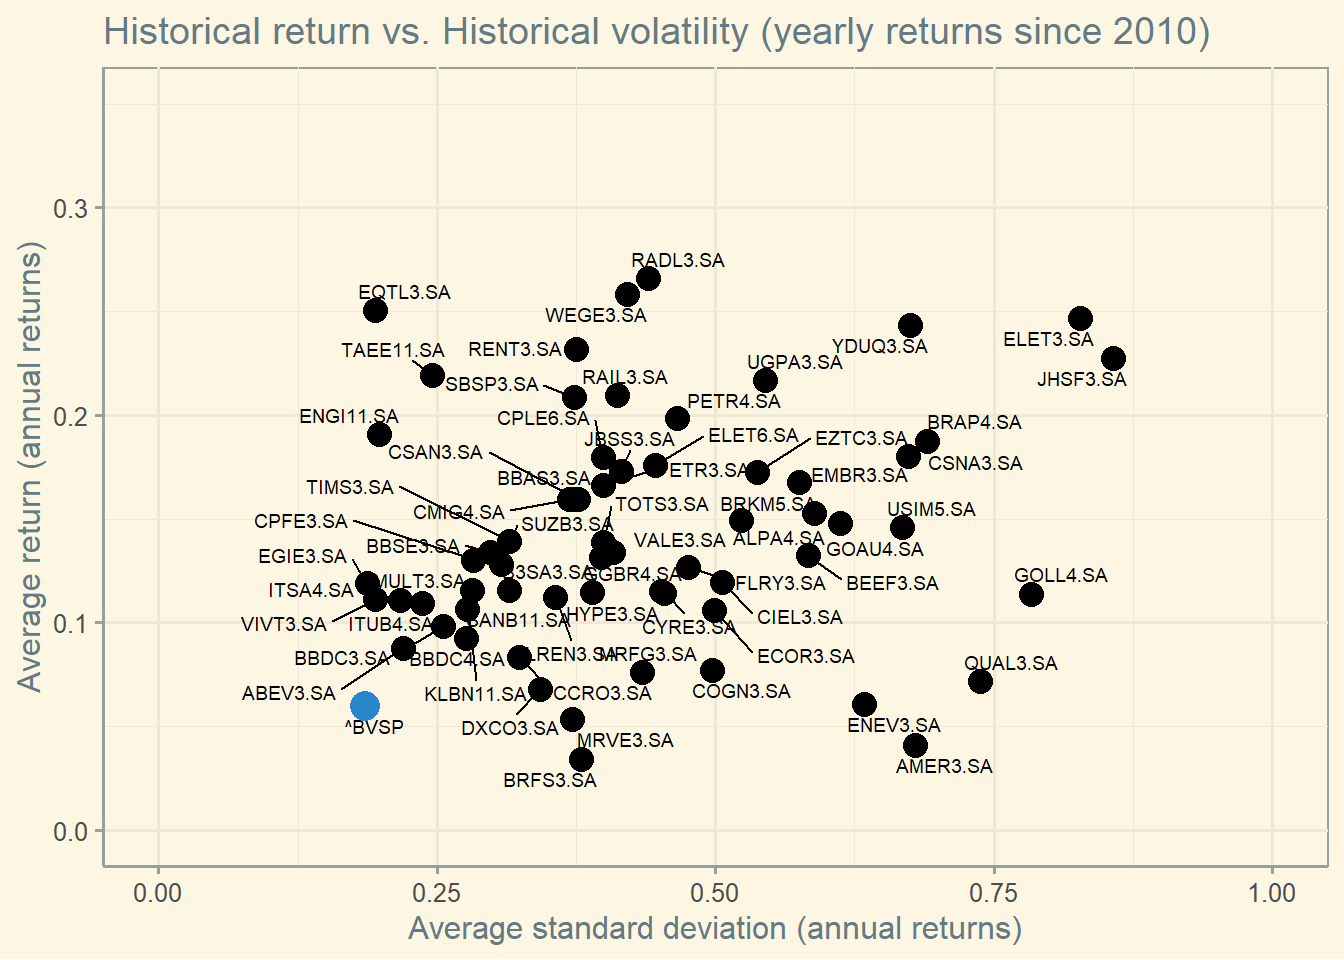 Historical return vs. Historical volatility (yearly returns since 2010)
Average return (annual returns)
0.3
0.2
0.1
0.0
RADL3.SA
EQTL3.SA
WEGE3.SA
ELET3.SA
YDUQ3.SA
TAEE11.SA
RENT3.SA
UGPA3.SA
RAIL3.SA
JHSF3.SA
SBSP3.SA
PETR4.SA
ENGI11.SA
CPLE6.SA
BRAP4.SA
JBSS3.SA
ELET6.SA
EZTC3.SA
CSAN3.SA
CSNA3.SA
BBAS3.SA
ETR3.SA
EMBR3.SA
TIMS3.SA
TOTS3.SA
BRKM5.SA
USIM5.SA
CMIG4.SA
CPFE3.SA
SUZB3.SA
BBSE3.SA
VALE3.SA
ALPA4.SA
GOAU4.SA
EGIE3.SA
MULT3.SA
B3SA3.SA
GGBR4.SA
FLRY3.SA
BEEF3.SA
GOLL4.SA
ITSA4.SA
VIVT3.SA
ITUB4.SA
SANB11.SA
HYPE3.SA
CYRE3.SA
CIEL3.SA
BBDC3.SA
BBDC4.SA
LREN3.SA
MRFG3.SA
ECOR3.SA
QUAL3.SA
ABEV3.SA
KLBN11.SA
CCRO3.SA
COGN3.SA
^BVSP
DXCO3.SA
ENEV3.SA
MRVE3.SA
AMER3.SA
BRFS3.SA
0.00
0.25
0.50
0.75
1.00
Average standard deviation (annual returns)